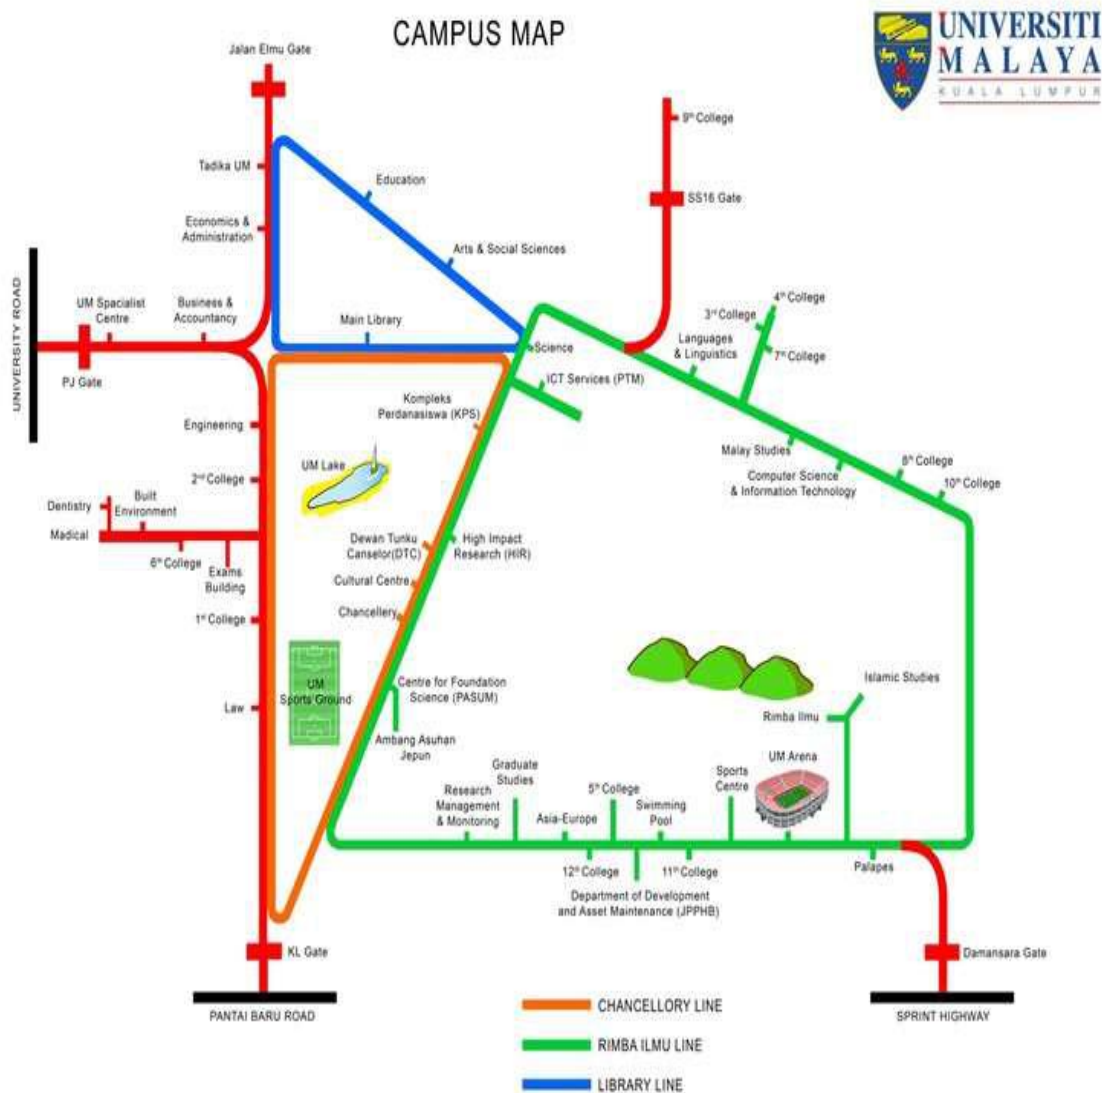 CAMPUS MAP
UNIVERSITI
MALAYA
KUALA LUMPUR
Jalan Elmu Gate
9th College
Tadika UM
Education
SS16 Gate
Economics &
Administration
Arts & Social Sciences
UNIVERSITY ROAD
UM Spacialist
Centre
Business &
Accountancy
Main Library
4th College
3rd College
Languages
& Linguistics
Science
7th College
PJ Gate
ICT Services (PTM)
Kompleks
Perdanasiswa (KPS)
Engineering
Malay Studies
UM Lake
8th College
Computer Science
& Information Technology
10th College
2nd College
Dentistry
Built
Environment
Madical
6th College
Exams
Building
Dewan Tunku
Canselor(DTC)
High Impact
Research (HIR)
Cultural Centre
1st College
Chancellery
UM
Sports Ground
Centre for Foundation
Science (PASUM)
Islamic Studies
Law
Rimba Ilmu
Ambang Asuhan
Jepun
Graduate
Studies
UM Arena
Research
Management
& Monitoring
5th College
Sports
Centre
Asia-Europe
Swimming
Pool
12th College
11th College
Palapes
Department of Development
and Asset Maintenance (JPPHB)
KL Gate
Damansara Gate
PANTAI BARU ROAD
SPRINT HIGHWAY
CHANCELLORY LINE
RIMBA ILMU LINE
LIBRARY LINE